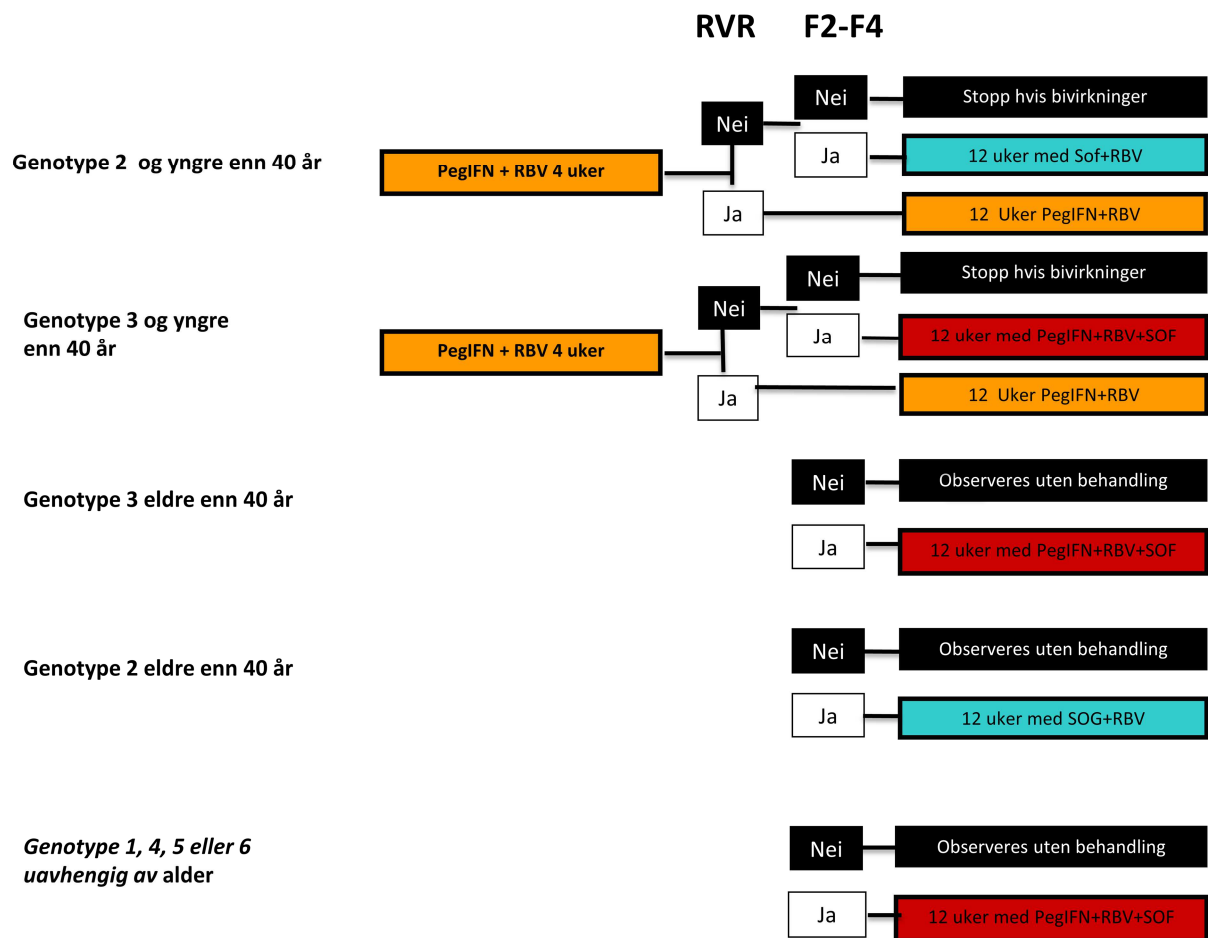 RVR F2-F4
Nei Stopp hvis bivirkninger
Nei
Genotype 2 og yngre enn 40 år PegIFN + RBV 4 uker Ja 12 uker med Sof+RBV
Ja 12 Uker PegIFN+RBV
Nei Stopp hvis bivirkninger
Nei
Genotype 3 og yngre
enn 40 år PegIFN + RBV 4 uker Ja 12 uker med PegIFN+RBV+SOF
Ja 12 Uker PegIFN+RBV
Nei Observeres uten behandling
Genotype 3 eldre enn 40 år
Ja 12 uker med PegIFN+RBV+SOF
Nei Observeres uten behandling
Genotype 2 eldre enn 40 år
Ja 12 uker med SOG+RBV
Genotype 1, 4, 5 eller 6 Nei Observeres uten behandling
uavhengig av alder
Ja 12 uker med PegIFN+RBV+SOF